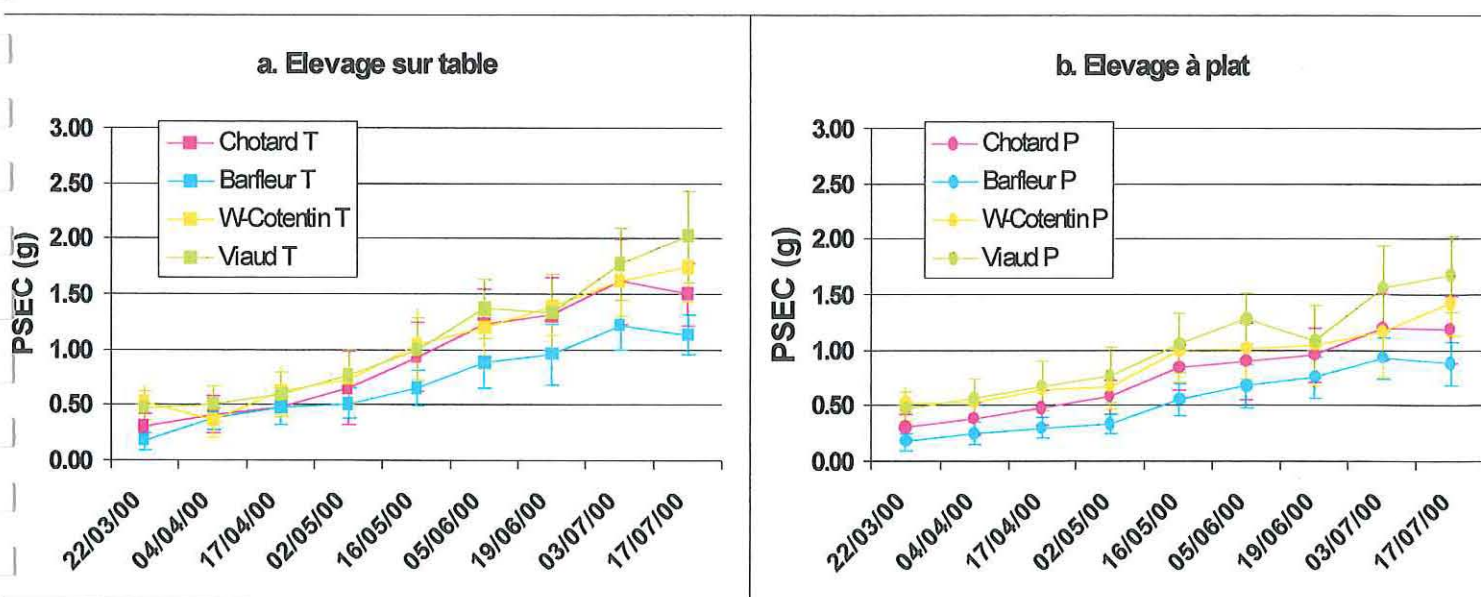 a. Elevage sur table
PSEC (g)
3.00
2.50
2.00
1.50
1.00
0.50
0.00
Chotard T
Barfleur T
W-Cotentin T
Viaud T
22/03/00
04/04/00
17/04/00
02/05/00
16/05/00
05/06/00
19/06/00
03/07/00
17/07/00
b. Elevage à plat
PSEC (g)
3.00
2.50
2.00
1.50
1.00
0.50
0.00
Chotard P
Barfleur P
W-Cotentin P
Viaud P
22/03/00
04/04/00
17/04/00
02/05/00
16/05/00
05/06/00
19/06/00
03/07/00
17/07/00